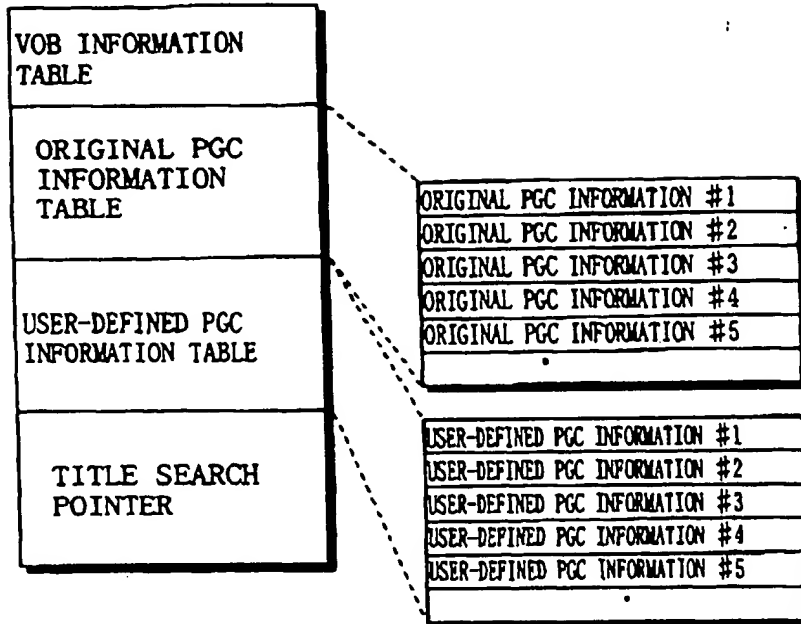 VOB INFORMATION
TABLE
ORIGINAL PGC
INFORMATION
TABLE
USER-DEFINED PGC
INFORMATION TABLE
TITLE SEARCH
POINTER
ORIGINAL PGC INFORMATION #1
ORIGINAL PGC INFORMATION #2
ORIGINAL PGC INFORMATION #3
ORIGINAL PGC INFORMATION #4
ORIGINAL PGC INFORMATION #5
USER-DEFINED PGC INFORMATION #1
USER-DEFINED PGC INFORMATION #2
USER-DEFINED PGC INFORMATION #3
USER-DEFINED PGC INFORMATION #4
USER-DEFINED PGC INFORMATION #5